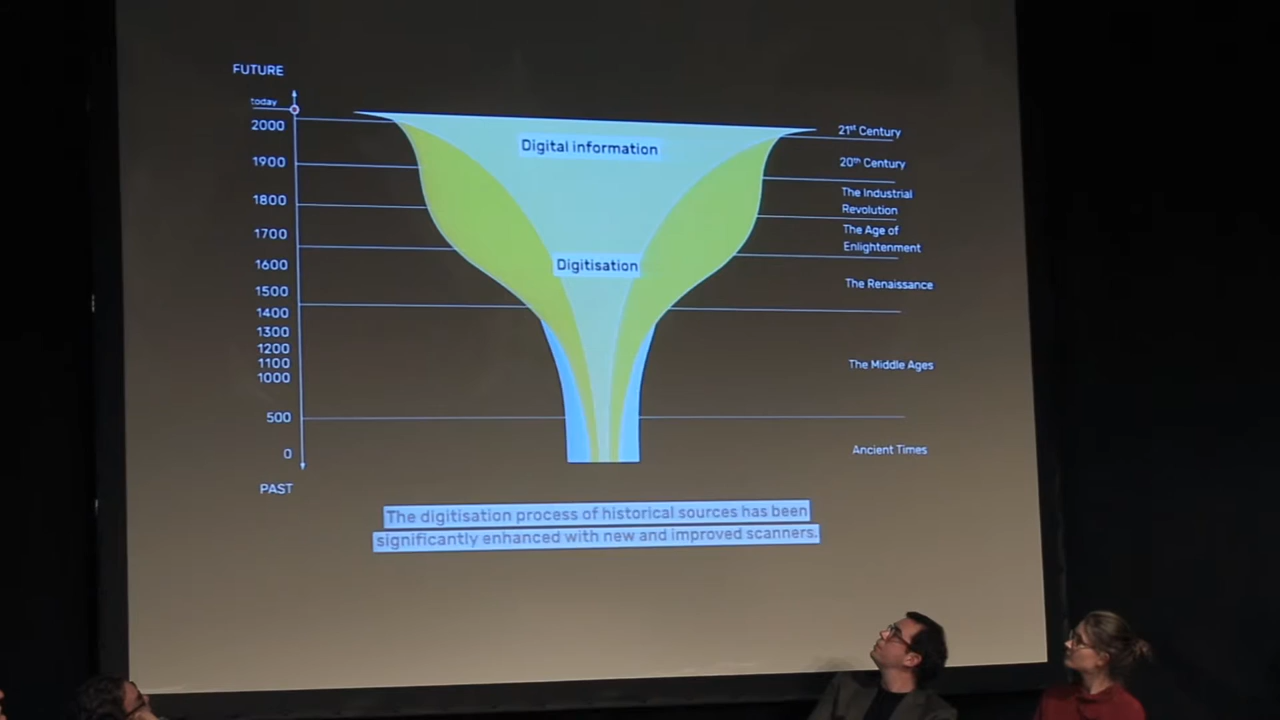 FUTURE
today
2000
1900
1800
1700
1600
1500
1400
1300
1200
1100
1000
500
0
PAST
Digital information
Digitisation
21st Century
20th Century
The Industrial
Revolution
The Age of
Enlightenment
The Renaissance
The Middle Ages
Ancient Times
The digitisation process of historical sources has been
significantly enhanced with new and improved scanners.